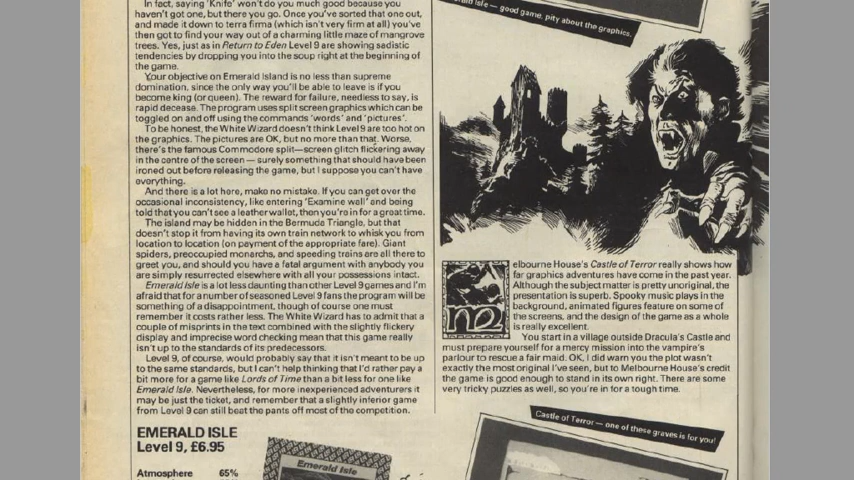 In fact, saying 'Knife' won't do you much good because you
haven't got one, but there you go. Once you've sorted that one out,
and made it down to terra firma (which isn't very firm at all) you've
then got to find your way out of a charming little maze of mangrove
trees. Yes, just as in Return to Eden Level 9 are showing sadistic
tendencies by dropping you into the soup right at the beginning of
the game.
Your objective on Emerald Island is no less than supreme
domination, since the only way you'll be able to leave is if you
become king (or queen). The reward for failure, needless to say, is
rapid decease. The program uses split screen graphics which can be
toggled on and off using the commands 'words' and 'pictures'.
To be honest, the White Wizard doesn't think Level 9 are too hot on
the graphics. The pictures are OK, but no more than that. Worse,
there's the famous Commodore split—screen glitch flickering away
in the centre of the screen — surely something that should have been
ironed out before releasing the game, but I suppose you can't have
everything.
And there is a lot here, make no mistake. If you can get over the
occasional inconsistency, like entering 'Examine wall' and being
told that you can't see a leather wallet, then you're in for a great time.
The island may be hidden in the Bermuda Triangle, but that
doesn't stop it from having its own train network to whisk you from
location to location (on payment of the appropriate fare). Giant
spiders, preoccupied monarchs, and speeding trains are all there to
greet you, and should you have a fatal argument with anybody you
are simply resurrected elsewhere with all your possessions intact.
Emerald Isle is a lot less daunting than other Level 9 games and I'm
afraid that for a number of seasoned Level 9 fans the program will be
something of a disappointment, though of course one must
remember it costs rather less. The White Wizard has to admit that a
couple of misprints in the text combined with the slightly flickery
display and imprecise word checking mean that this game really
isn't up to the standards of its predecessors.
Level 9, of course, would probably say that it isn't meant to be up
to the same standards, but I can't help thinking that I'd rather pay a
bit more for a game like Lords of Time than a bit less for one like
Emerald Isle. Nevertheless, for more inexperienced adventurers it
may be just the ticket, and remember that a slightly inferior game
from Level 9 can still beat the pants off most of the competition.
EMERALD ISLE
Level 9, £6.95
Atmosphere 65%
Emerald Isle
Isle — good game, pity about the graphics.
m
elbourne House's Castle of Terror really shows how
far graphics adventures have come in the past year.
Although the subject matter is pretty unoriginal, the
presentation is superb. Spooky music plays in the
background, animated figures feature on some of
the screens, and the design of the game as a whole
is really excellent.
You start in a village outside Dracula's Castle and
must prepare yourself for a mercy mission into the vampire's
parlour to rescue a fair maid. OK, I did warn you the plot wasn't
exactly the most original I've seen, but to Melbourne House's credit
the game is good enough to stand in its own right. There are some
very tricky puzzles as well, so you're in for a tough time.
Castle of Terror — one of these graves is for you!